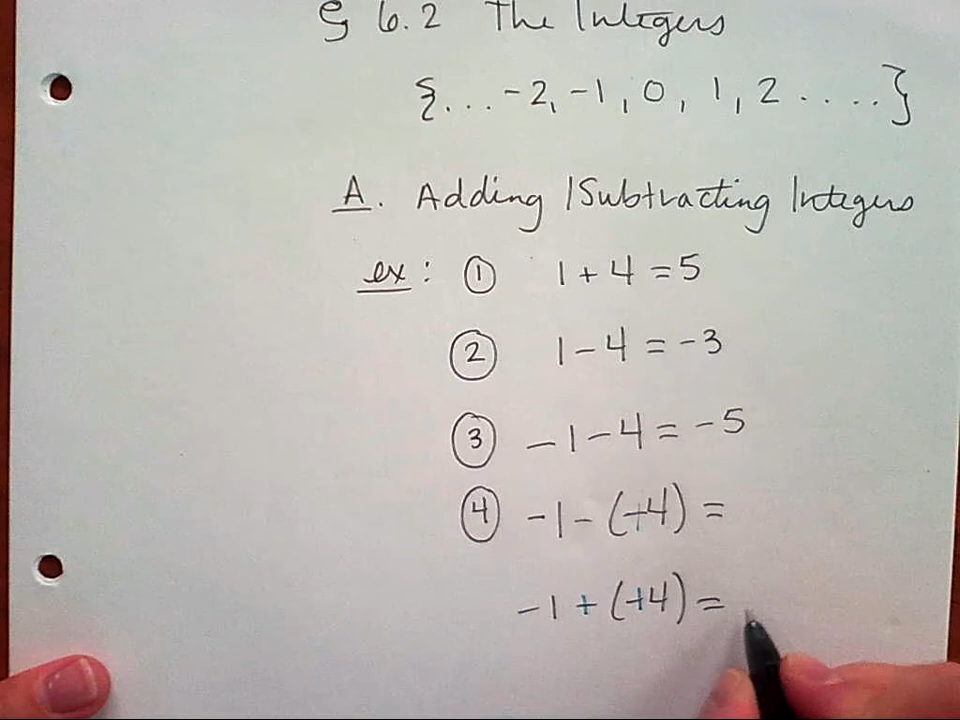 § 6.2 The Integers
{... -2, -1, 0, 1, 2 ....}
A. Adding /Subtracting Integers
ex: ① 1 + 4 = 5
② 1 - 4 = -3
③ -1 - 4 = -5
④ -1 - (+4) =
-1 + (+4) =